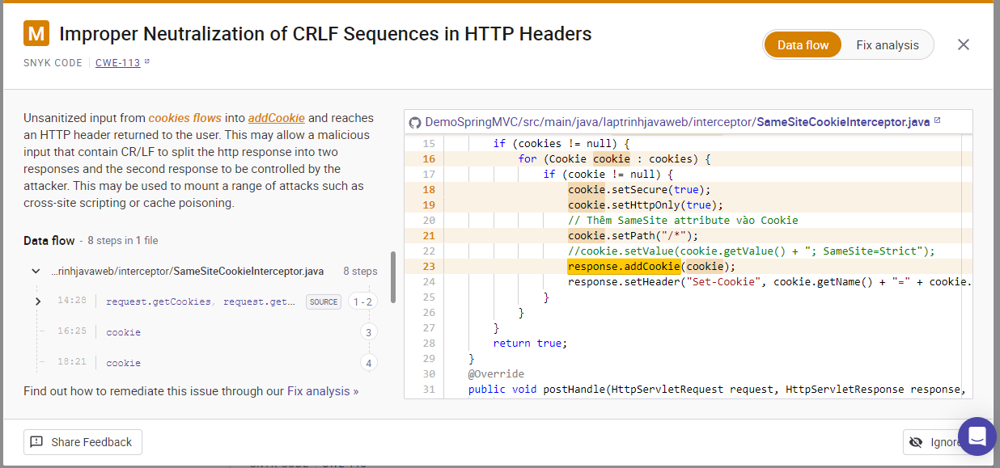 M Improper Neutralization of CRLF Sequences in HTTP Headers
SNYK CODE | CWE-113
Data flow Fix analysis
Unsanitized input from cookies flows into addCookie and reaches
an HTTP header returned to the user. This may allow a malicious
input that contain CR/LF to split the http response into two
responses and the second response to be controlled by the
attacker. This may be used to mount a range of attacks such as
cross-site scripting or cache poisoning.
Data flow - 8 steps in 1 file
...rinhjavaweb/interceptor/SameSiteCookieInterceptor.java 8 steps
14:28 request.getCookies, request.get... SOURCE 1 - 2
16:25 cookie 3
18:21 cookie 4
Find out how to remediate this issue through our Fix analysis »
DemoSpringMVC/src/main/java/laptrinhjavaweb/interceptor/SameSiteCookieInterceptor.java
15 if (cookies != null) {
16 for (Cookie cookie : cookies) {
17 if (cookie != null) {
18 cookie.setSecure(true);
19 cookie.setHttpOnly(true);
20 // Thêm SameSite attribute vào Cookie
21 cookie.setPath("/*");
22 //cookie.setValue(cookie.getValue() + "; SameSite=Strict");
23 response.addCookie(cookie);
24 response.setHeader("Set-Cookie", cookie.getName() + "=" + cookie.
25 }
26 }
27 }
28 return true;
29 }
30 @Override
31 public void postHandle(HttpServletRequest request, HttpServletResponse response,
Share Feedback
Ignore